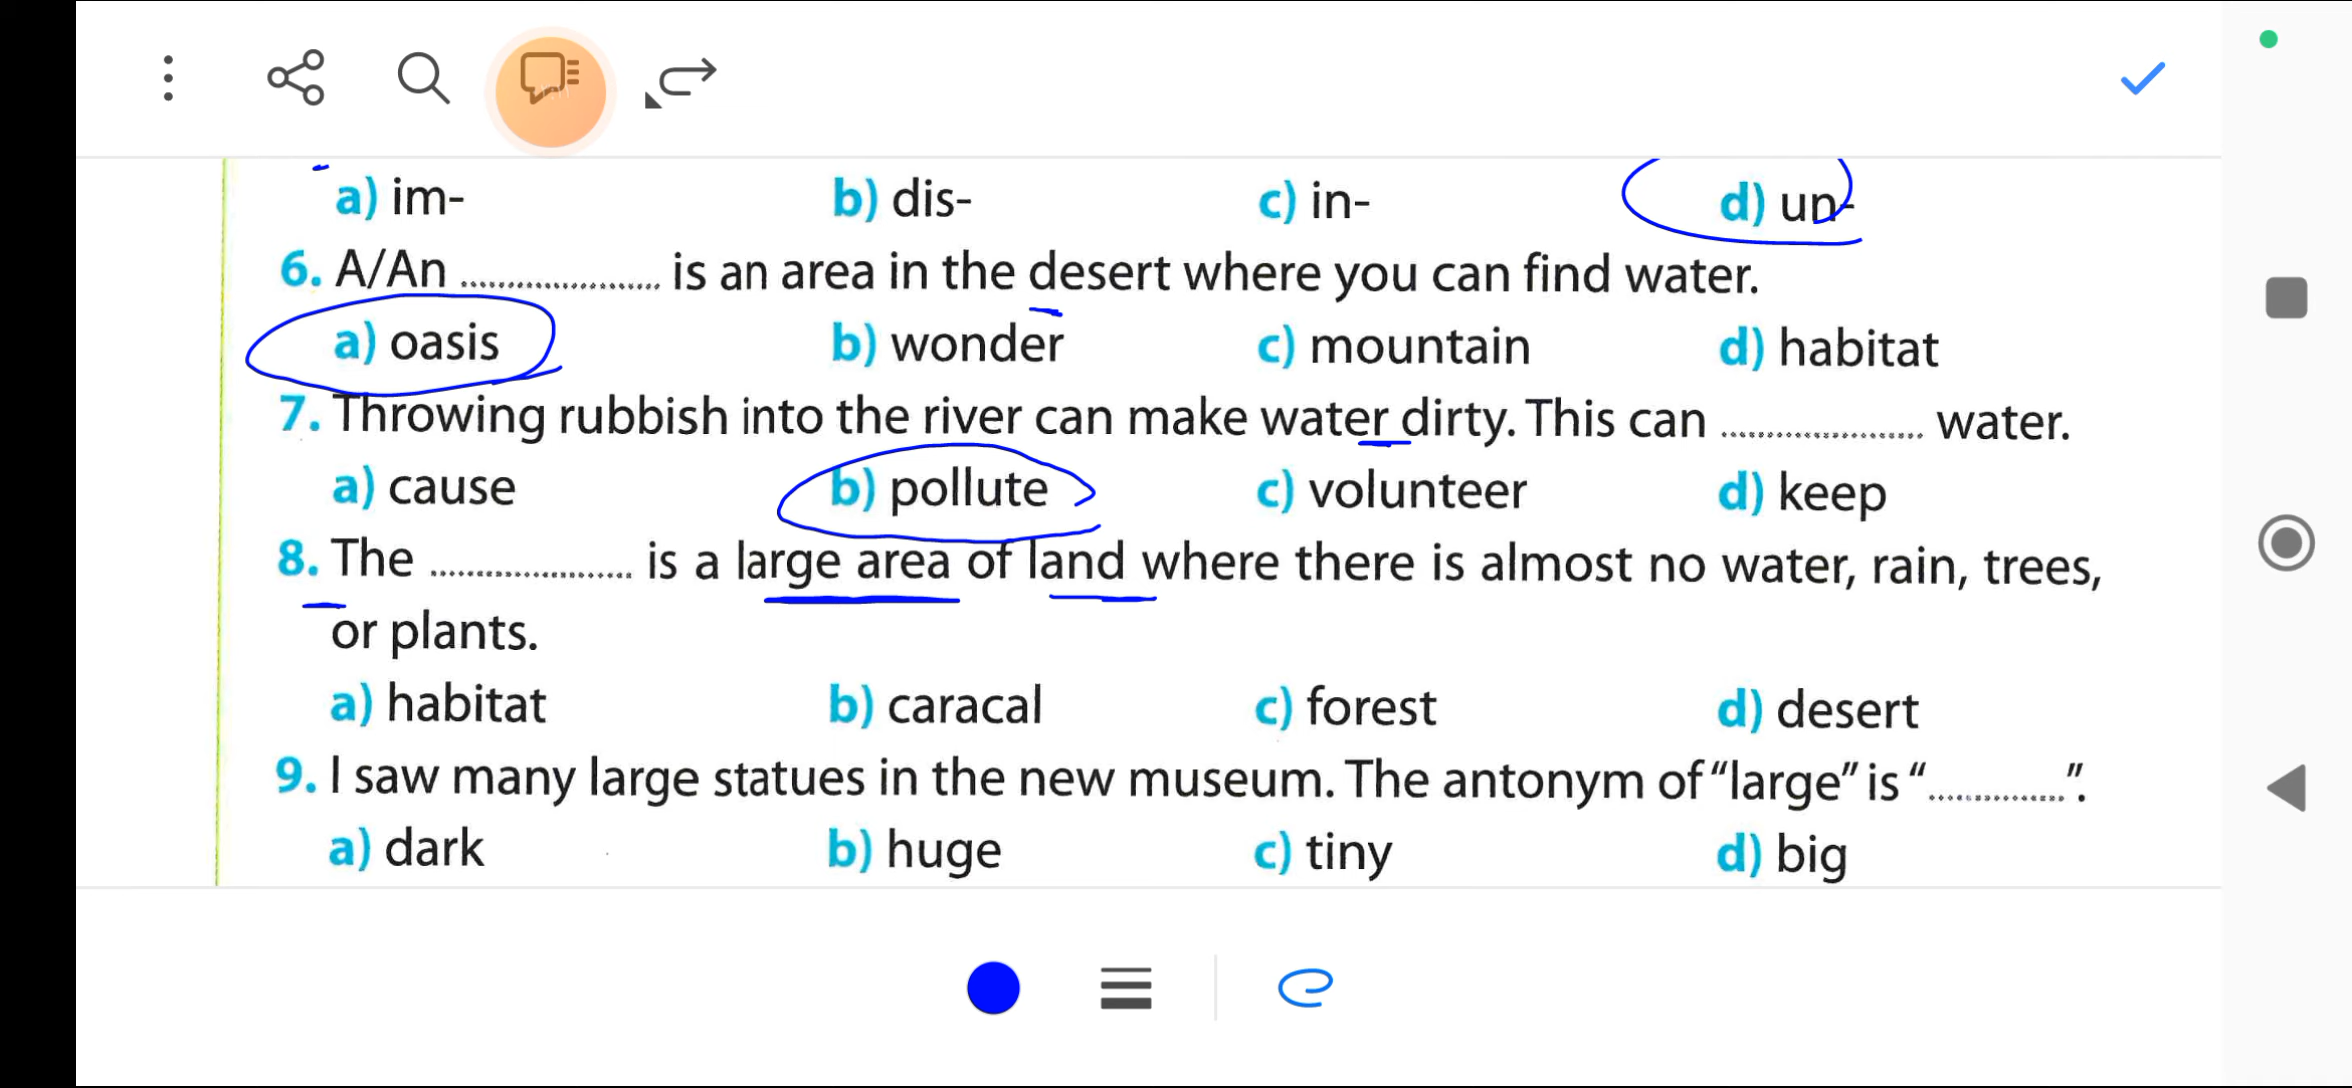 a) im- b) dis- c) in- d) un-
6. A/An .................... is an area in the desert where you can find water.
a) oasis b) wonder c) mountain d) habitat
7. Throwing rubbish into the river can make water dirty. This can .................... water.
a) cause b) pollute c) volunteer d) keep
8. The .................... is a large area of land where there is almost no water, rain, trees,
or plants.
a) habitat b) caracal c) forest d) desert
9. I saw many large statues in the new museum. The antonym of “large” is “...............”.
a) dark b) huge c) tiny d) big